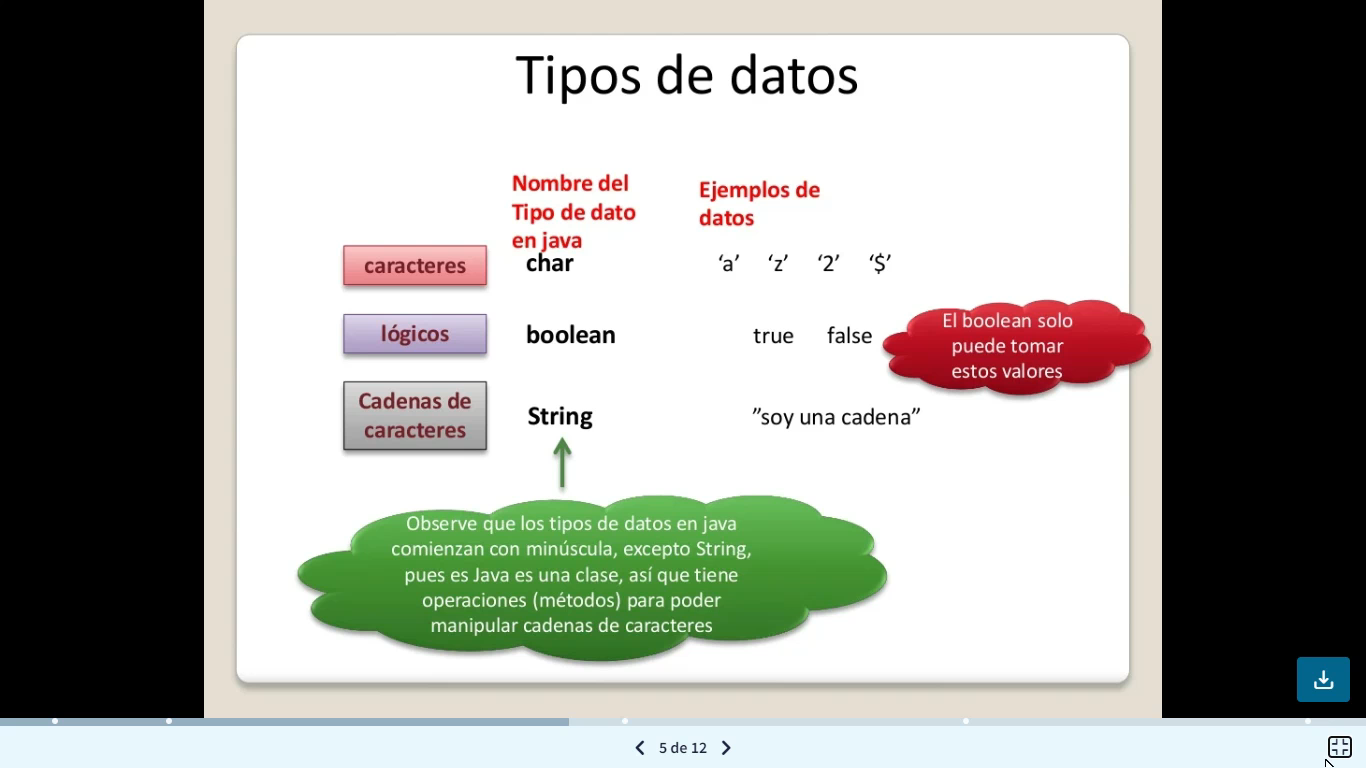 Tipos de datos
Nombre del
Tipo de dato
en java
Ejemplos de
datos
caracteres
char
‘a’ ‘z’ ‘2’ ‘$’
lógicos
boolean
true false
El boolean solo
puede tomar
estos valores
Cadenas de
caracteres
String
”soy una cadena”
Observe que los tipos de datos en java
comienzan con minúscula, excepto String,
pues es Java es una clase, así que tiene
operaciones (métodos) para poder
manipular cadenas de caracteres
5 de 12